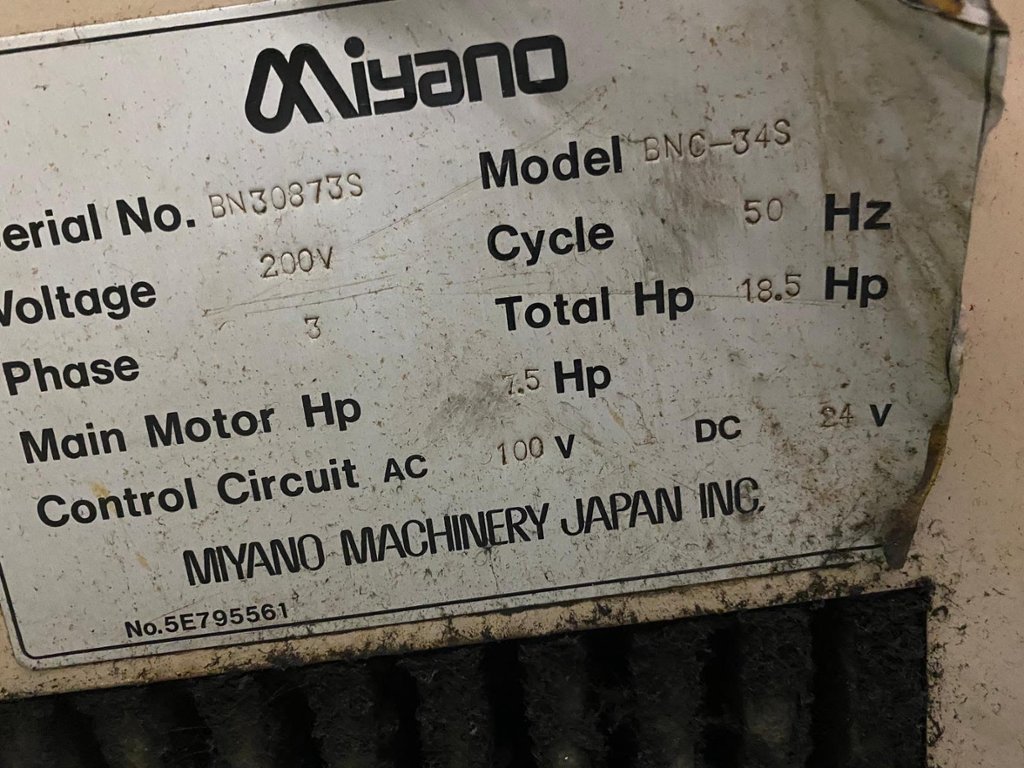 Miyano
erial No. BN30873S Model BNC-34S
Voltage 200V Cycle 50 Hz
Phase 3 Total Hp 18.5 Hp
Main Motor Hp 7.5 Hp
Control Circuit AC 100 V DC 24 V
MIYANO MACHINERY JAPAN INC.
No.5E795561